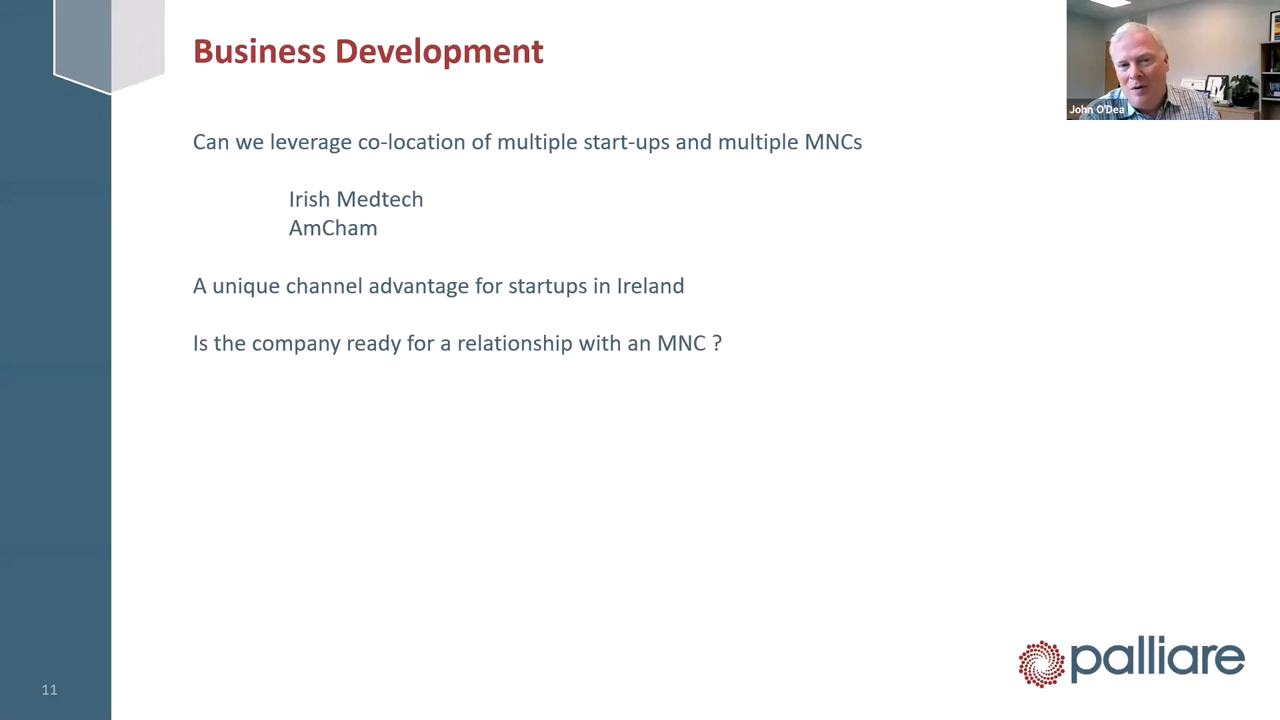 Business Development
John O'Dea
Can we leverage co-location of multiple start-ups and multiple MNCs
Irish Medtech
AmCham
A unique channel advantage for startups in Ireland
Is the company ready for a relationship with an MNC ?
palliare
11